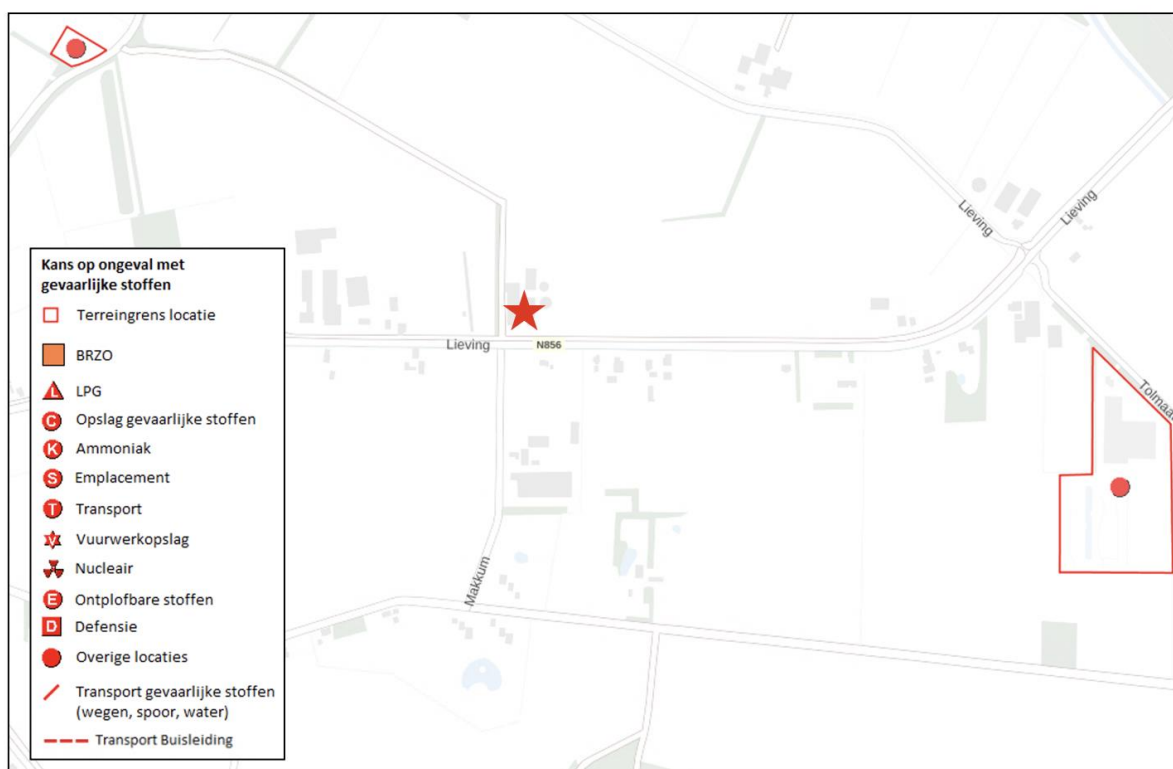 Lieving
Lieving
Lieving
N856
Tolmaa
Makkum
Kans op ongeval met
gevaarlijke stoffen
Terreingrens locatie
BRZO
L LPG
C Opslag gevaarlijke stoffen
K Ammoniak
S Emplacement
T Transport
V Vuurwerkopslag
Nucleair
E Ontplofbare stoffen
D Defensie
Overige locaties
Transport gevaarlijke stoffen
(wegen, spoor, water)
Transport Buisleiding